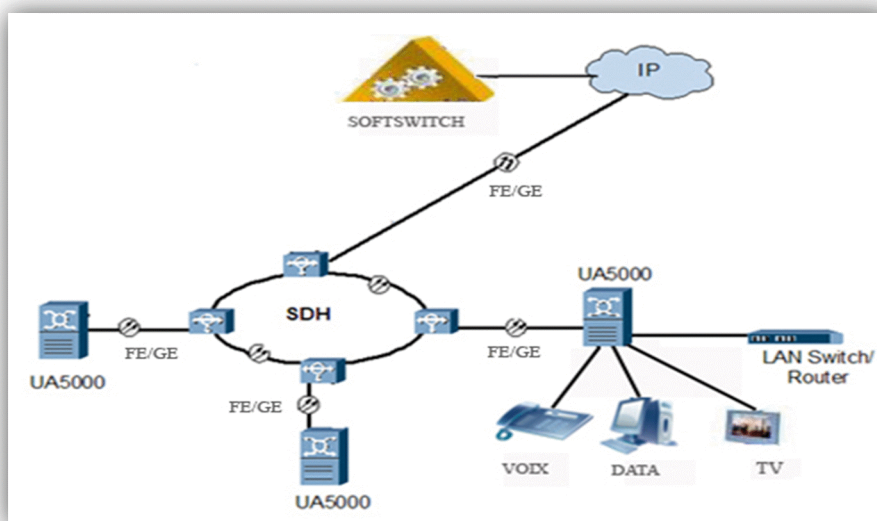 IP
SOFTSWITCH
FE/GE
UA5000
SDH
FE/GE
FE/GE
LAN Switch/
Router
UA5000
FE/GE
VOIX
DATA
TV
UA5000